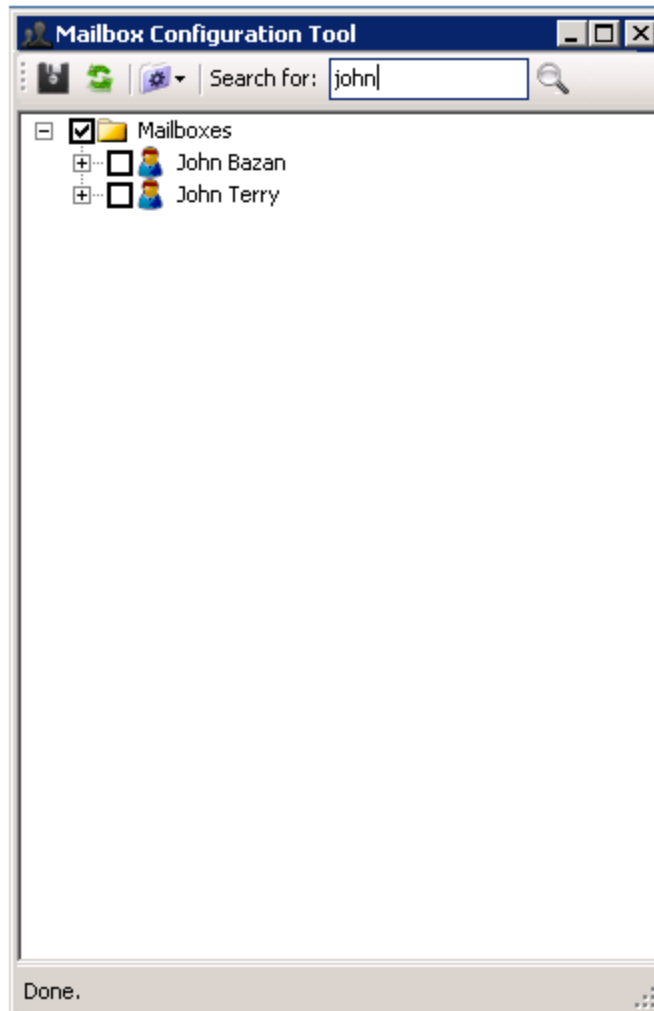 Mailbox Configuration Tool
Search for: john
Mailboxes
John Bazan
John Terry
Done.